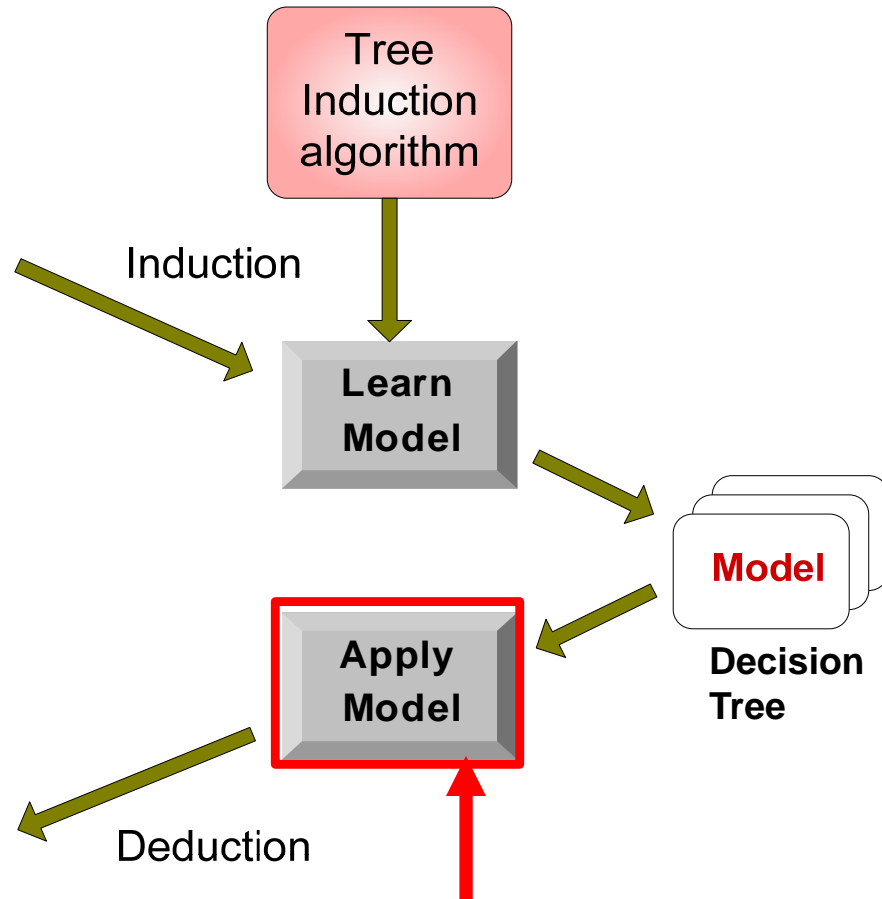 Tree
Induction
algorithm
Induction
Learn
Model
Model
Decision
Tree
Apply
Model
Deduction